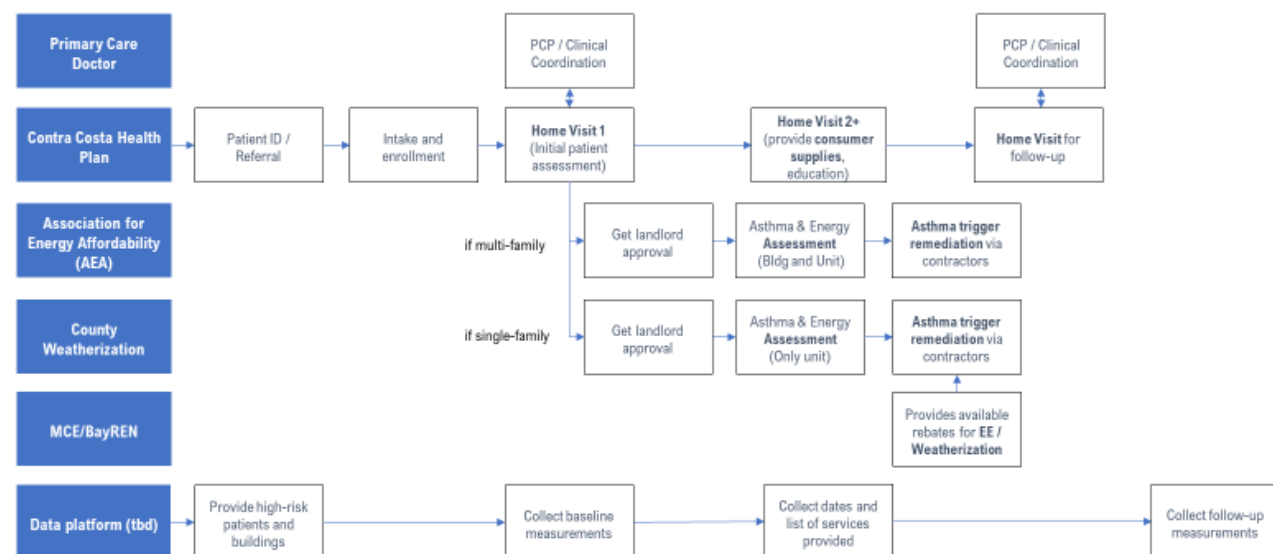 Primary Care
Doctor
PCP / Clinical
Coordination
PCP / Clinical
Coordination
Contra Costa Health
Plan
Patient ID /
Referral
Intake and
enrollment
Home Visit 1
(Initial patient
assessment)
Home Visit 2+
(provide consumer
supplies,
education)
Home Visit for
follow-up
Association for
Energy Affordability
(AEA)
if multi-family
Get landlord
approval
Asthma & Energy
Assessment
(Bldg and Unit)
Asthma trigger
remediation via
contractors
County
Weatherization
if single-family
Get landlord
approval
Asthma & Energy
Assessment
(Only unit)
Asthma trigger
remediation via
contractors
MCE/BayREN
Provides available
rebates for EE /
Weatherization
Data platform (tbd)
Provide high-risk
patients and
buildings
Collect baseline
measurements
Collect dates and
list of services
provided
Collect follow-up
measurements